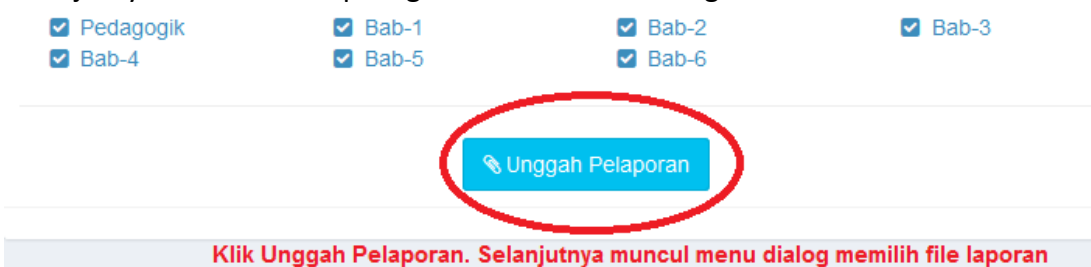 Pedagogik Bab-1 Bab-2 Bab-3
Bab-4 Bab-5 Bab-6
Unggah Pelaporan
Klik Unggah Pelaporan. Selanjutnya muncul menu dialog memilih file laporan